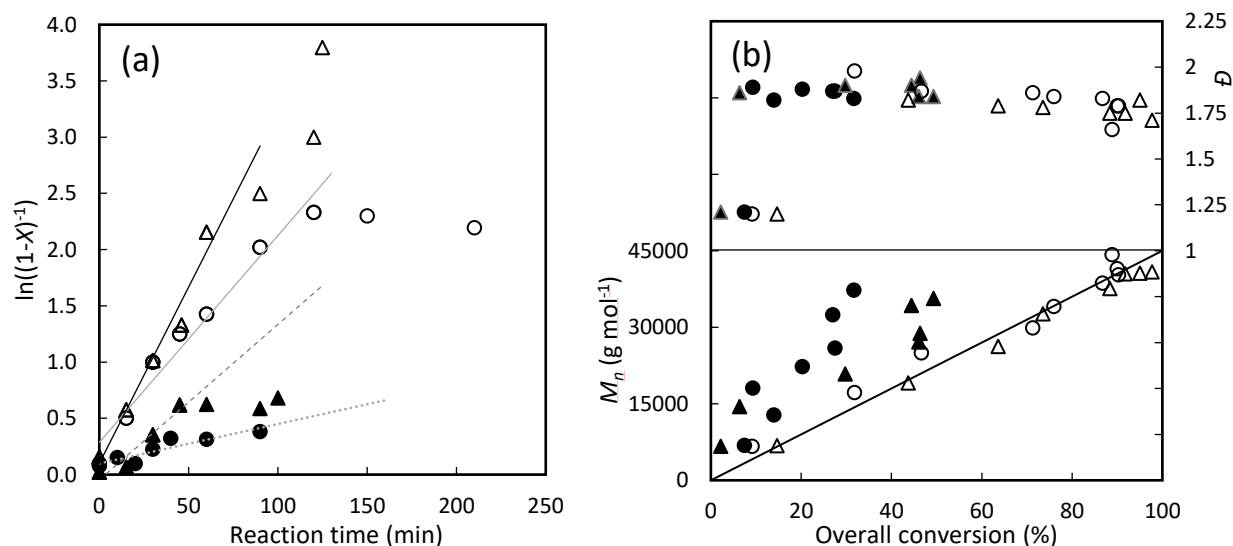 (a)
ln((1-X)⁻¹)
4.0
3.5
3.0
2.5
2.0
1.5
1.0
0.5
0.0
0 50 100 150 200 250
Reaction time (min)
(b)
2.25
2
1.75
1.5
1.25
1
Đ
Mn (g mol⁻¹)
45000
30000
15000
0
0 20 40 60 80 100
Overall conversion (%)